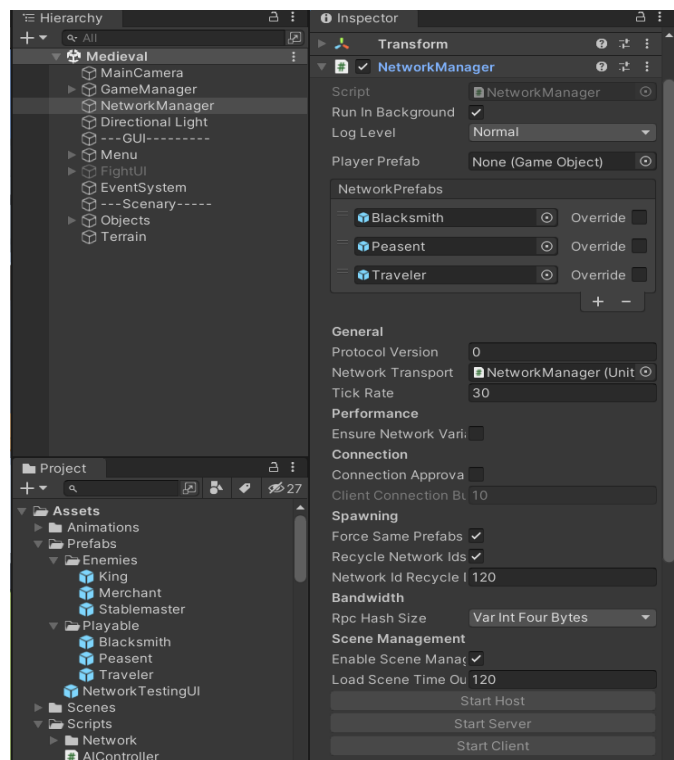 Hierarchy
All
Medieval
MainCamera
GameManager
NetworkManager
Directional Light
---GUI---------
Menu
FightUI
EventSystem
---Scenary-----
Objects
Terrain
Project
27
Assets
Animations
Prefabs
Enemies
King
Merchant
Stablemaster
Playable
Blacksmith
Peasent
Traveler
NetworkTestingUI
Scenes
Scripts
Network
AIController
Inspector
Transform
NetworkManager
Script NetworkManager
Run In Background
Log Level Normal
Player Prefab None (Game Object)
NetworkPrefabs
Blacksmith Override
Peasent Override
Traveler Override
+ -
General
Protocol Version 0
Network Transport NetworkManager (Unit
Tick Rate 30
Performance
Ensure Network Vari
Connection
Connection Approva
Client Connection Bu 10
Spawning
Force Same Prefabs
Recycle Network Ids
Network Id Recycle I 120
Bandwidth
Rpc Hash Size Var Int Four Bytes
Scene Management
Enable Scene Manag
Load Scene Time Ou 120
Start Host
Start Server
Start Client